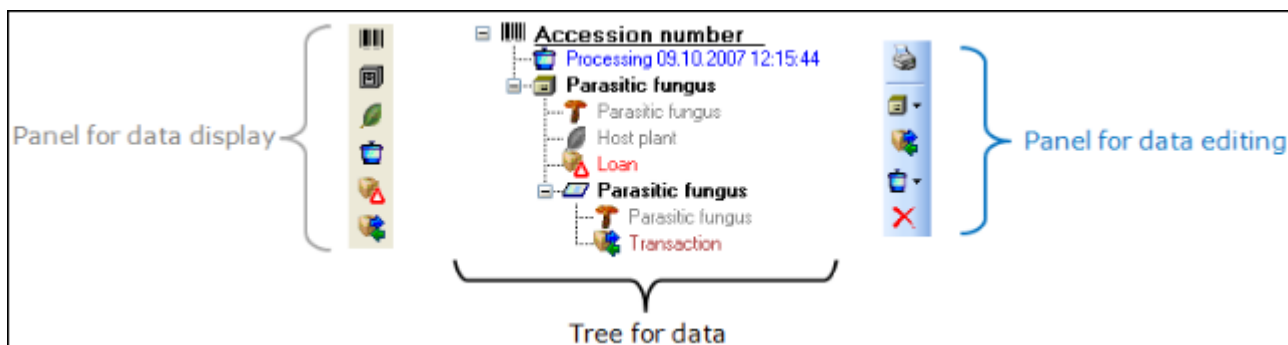 Accession number
Processing 09.10.2007 12:15:44
Parasitic fungus
Parasitic fungus
Panel for data display
Host plant
Panel for data editing
Loan
Parasitic fungus
Parasitic fungus
Transaction
Tree for data